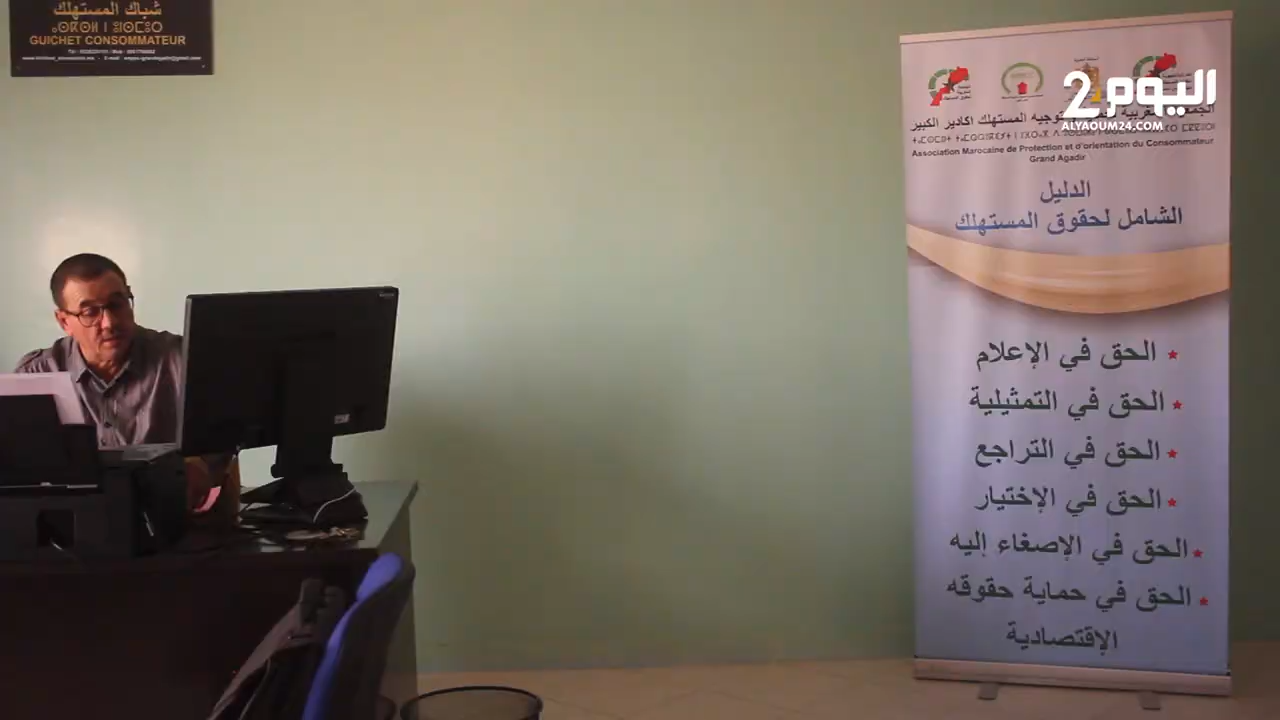 شباك المستهلك
GUICHET CONSOMMATEUR
اليوم24
ALYAOUM24.COM
توجيه المستهلك اكادير الكبير
Association Marocaine de Protection et d'orientation du Consommateur
Grand Agadir
الدليل
الشامل لحقوق المستهلك
الحق في الإعلام
الحق في التمثيلية
الحق في التراجع
الحق في الإختيار
الحق في الإصغاء إليه
الحق في حماية حقوقه
الإقتصادية